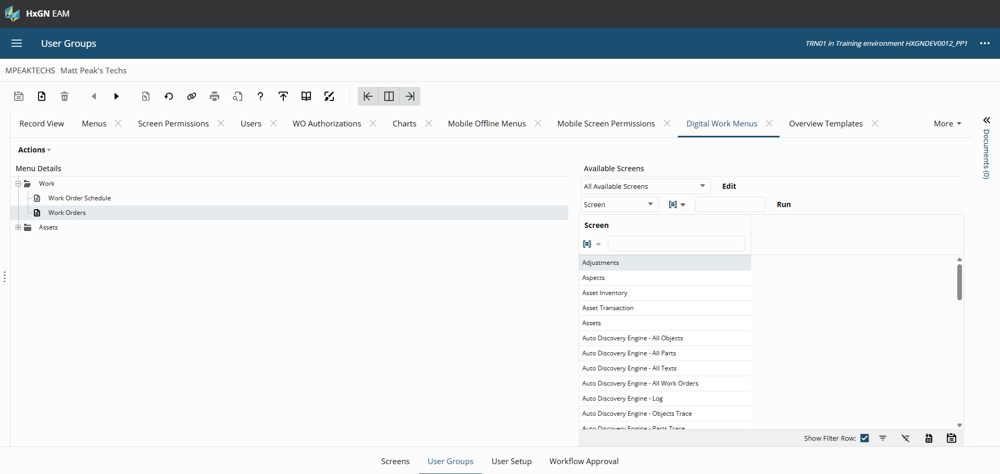 HxGN EAM
User Groups
TRN01 in Training environment HXGNDEV0012_PP1
MPEAKTECHS Matt Peak's Techs
Record View
Menus
Screen Permissions
Users
WO Authorizations
Charts
Mobile Offline Menus
Mobile Screen Permissions
Digital Work Menus
Overview Templates
More
Documents (0)
Actions
Menu Details
Work
Work Order Schedule
Work Orders
Assets
Available Screens
All Available Screens
Edit
Screen
[A]
Run
Screen
[A]
Adjustments
Aspects
Asset Inventory
Asset Transaction
Assets
Auto Discovery Engine - All Objects
Auto Discovery Engine - All Parts
Auto Discovery Engine - All Texts
Auto Discovery Engine - All Work Orders
Auto Discovery Engine - Log
Auto Discovery Engine - Objects Trace
Auto Discovery Engine - Parts Trace
Show Filter Row:
Screens
User Groups
User Setup
Workflow Approval